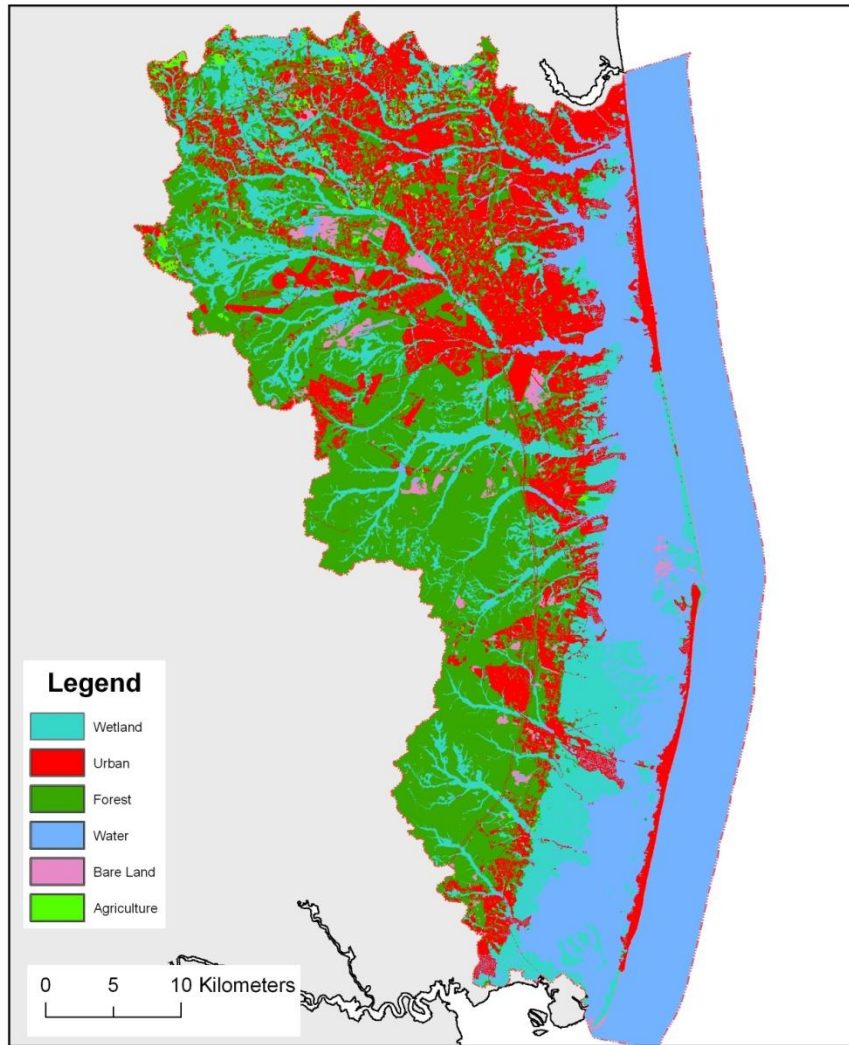 Legend
Wetland
Urban
Forest
Water
Bare Land
Agriculture
0 5 10 Kilometers